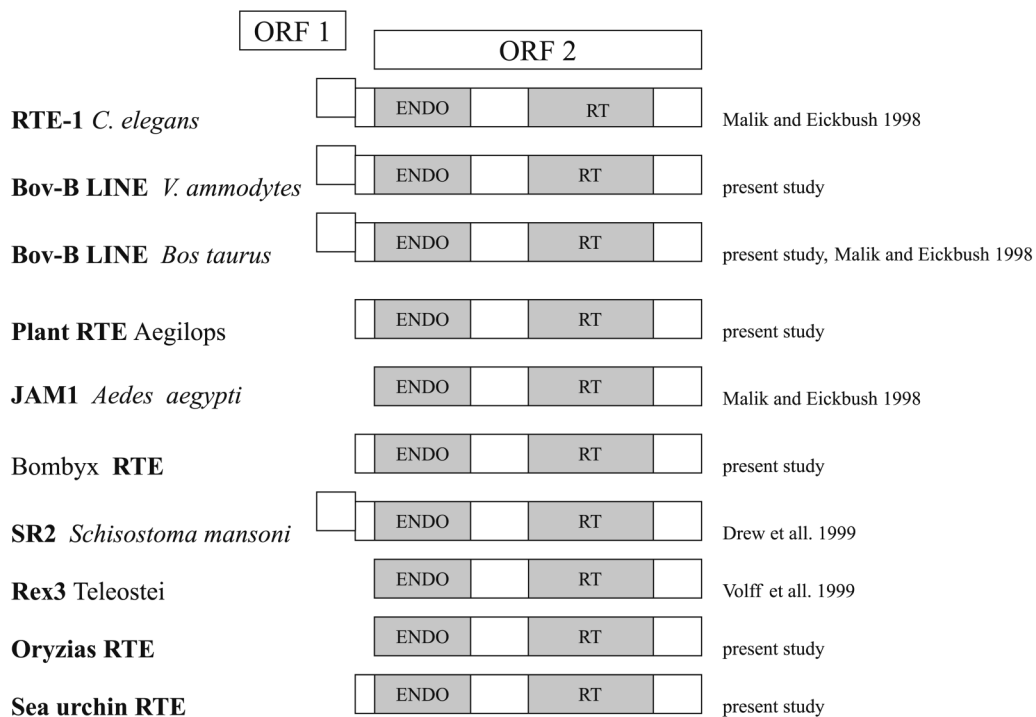 ORF 1
ORF 2
RTE-1 C. elegans ENDO RT Malik and Eickbush 1998
Bov-B LINE V. ammodytes ENDO RT present study
Bov-B LINE Bos taurus ENDO RT present study, Malik and Eickbush 1998
Plant RTE Aegilops ENDO RT present study
JAM1 Aedes aegypti ENDO RT Malik and Eickbush 1998
Bombyx RTE ENDO RT present study
SR2 Schisostoma mansoni ENDO RT Drew et all. 1999
Rex3 Teleostei ENDO RT Volff et all. 1999
Oryzias RTE ENDO RT present study
Sea urchin RTE ENDO RT present study